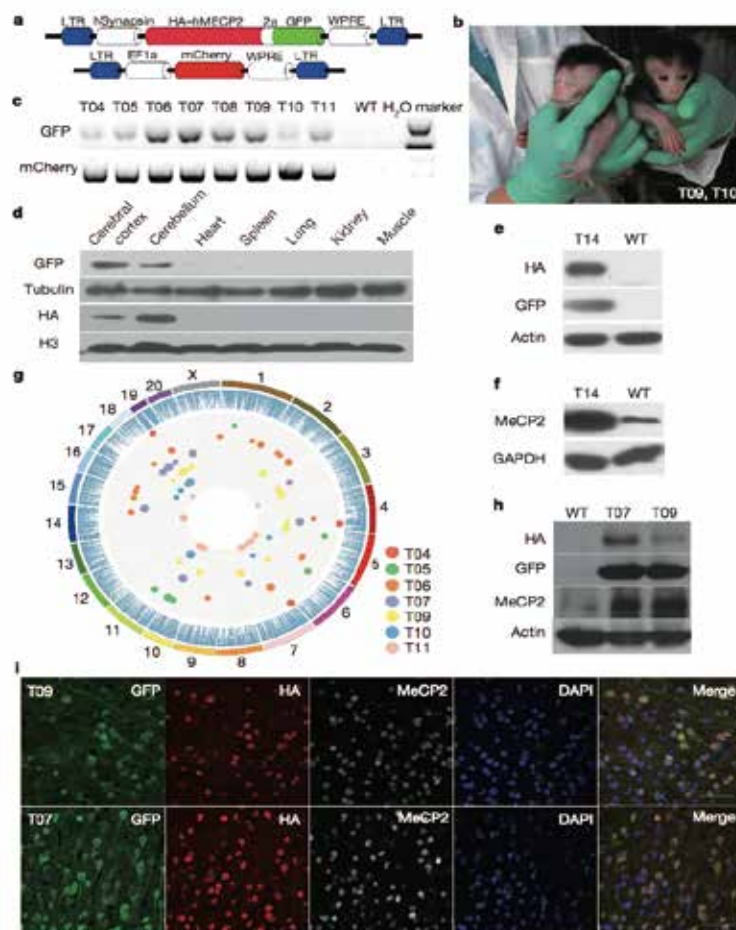 a
LTR hSynapsin HA–hMECP2 2a GFP WPRE LTR
LTR EF1a mCherry WPRE LTR
b
T09, T10
c
T04 T05 T06 T07 T08 T09 T10 T11 WT H2O marker
GFP
mCherry
d
Cerebral cortex Cerebellum Heart Spleen Lung Kidney Muscle
GFP
Tubulin
HA
H3
e
T14 WT
HA
GFP
Actin
f
T14 WT
MeCP2
GAPDH
g
X 1 2 3 4 5 6 7 8 9 10 11 12 13 14 15 16 17 18 19 20
T04
T05
T06
T07
T09
T10
T11
h
WT T07 T09
HA
GFP
MeCP2
Actin
i
T09 GFP HA MeCP2 DAPI Merge
T07 GFP HA MeCP2 DAPI Merge